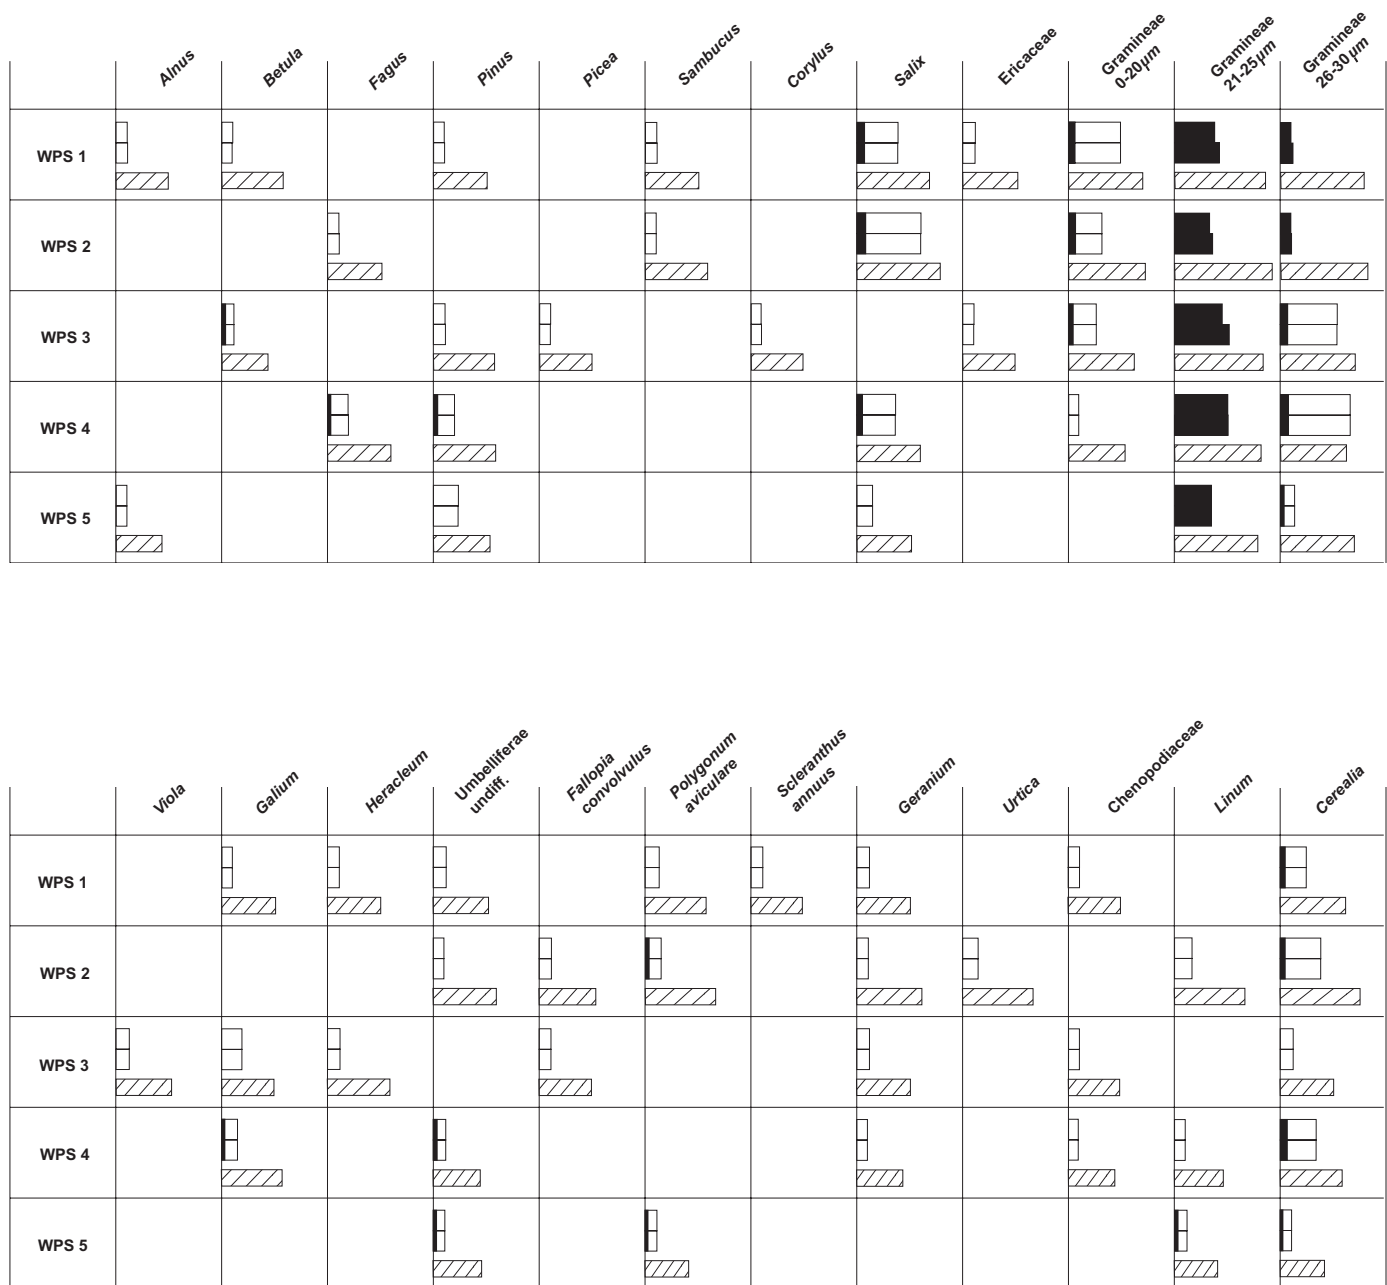 Alnus
Betula
Fagus
Pinus
Picea
Sambucus
Corylus
Salix
Ericaceae
Gramineae
0-20µm
Gramineae
21-25µm
Gramineae
26-30µm
WPS 1
WPS 2
WPS 3
WPS 4
WPS 5
Viola
Galium
Heracleum
Umbelliferae
undiff.
Fallopia
convolvulus
Polygonum
aviculare
Scleranthus
annuus
Geranium
Urtica
Chenopodiaceae
Linum
Cerealia
WPS 1
WPS 2
WPS 3
WPS 4
WPS 5